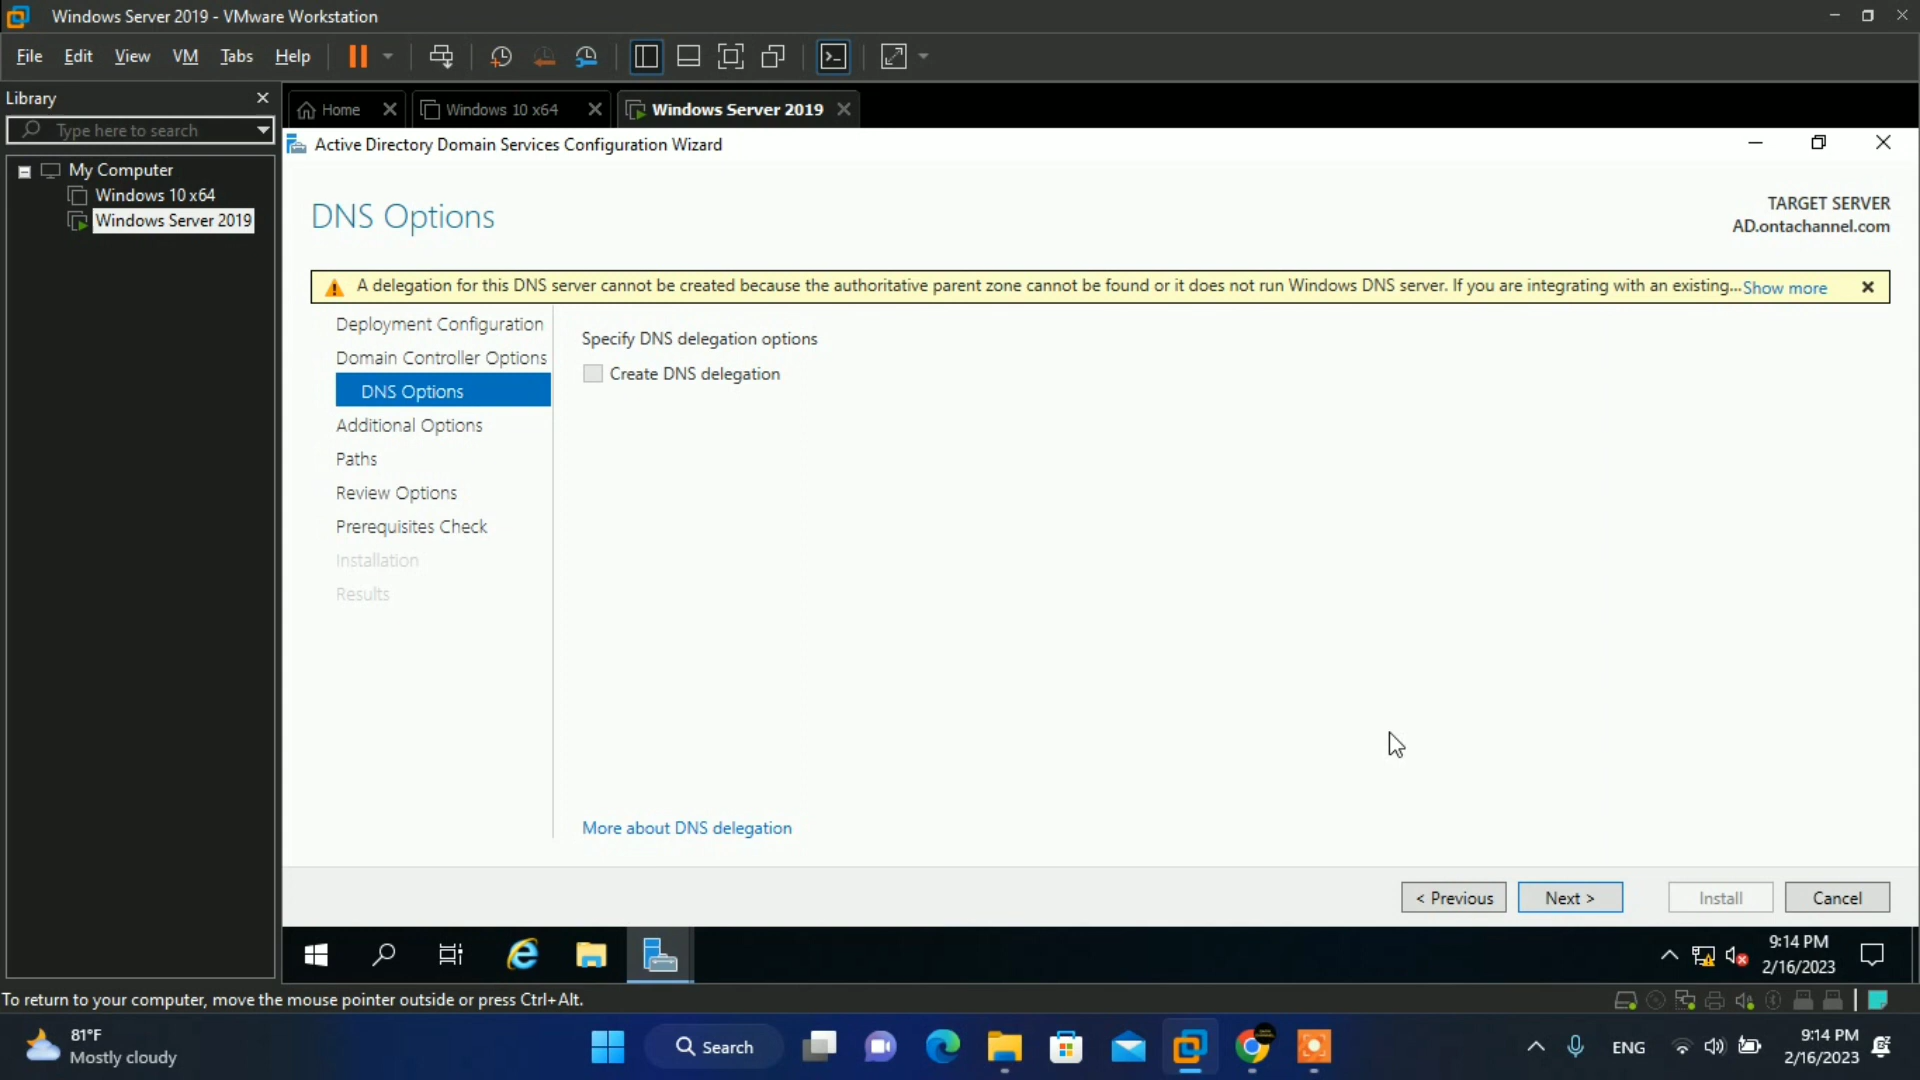 Windows Server 2019 - VMware Workstation
File Edit View VM Tabs Help
Library
Type here to search
My Computer
Windows 10 x64
Windows Server 2019
Home
Windows 10 x64
Windows Server 2019
Active Directory Domain Services Configuration Wizard
DNS Options
TARGET SERVER
AD.ontachannel.com
A delegation for this DNS server cannot be created because the authoritative parent zone cannot be found or it does not run Windows DNS server. If you are integrating with an existing... Show more
Deployment Configuration
Domain Controller Options
DNS Options
Additional Options
Paths
Review Options
Prerequisites Check
Installation
Results
Specify DNS delegation options
Create DNS delegation
More about DNS delegation
< Previous
Next >
Install
Cancel
9:14 PM
2/16/2023
To return to your computer, move the mouse pointer outside or press Ctrl+Alt.
81°F
Mostly cloudy
Search
ENG
9:14 PM
2/16/2023